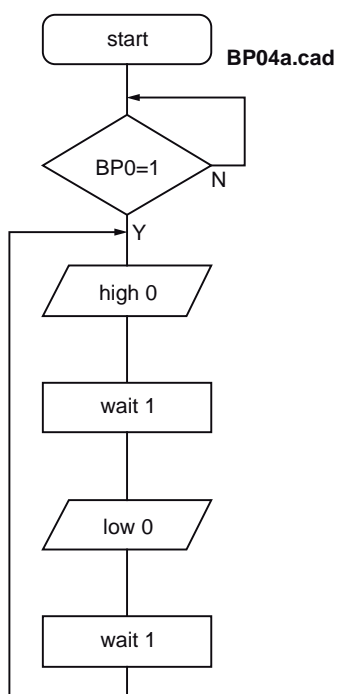 start
BP04a.cad
BP0=1
N
Y
high 0
wait 1
low 0
wait 1